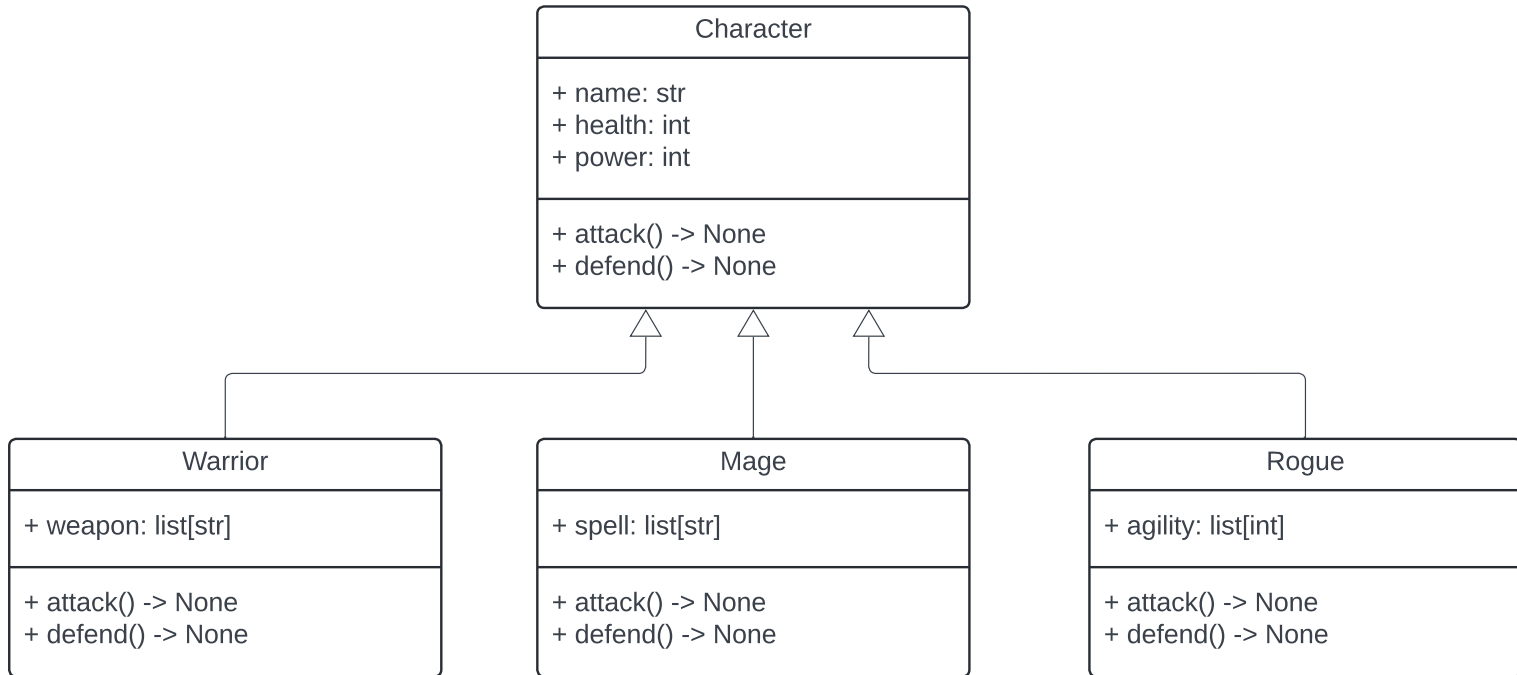 Character
+ name: str
+ health: int
+ power: int
+ attack() -> None
+ defend() -> None
Warrior
+ weapon: list[str]
+ attack() -> None
+ defend() -> None
Mage
+ spell: list[str]
+ attack() -> None
+ defend() -> None
Rogue
+ agility: list[int]
+ attack() -> None
+ defend() -> None